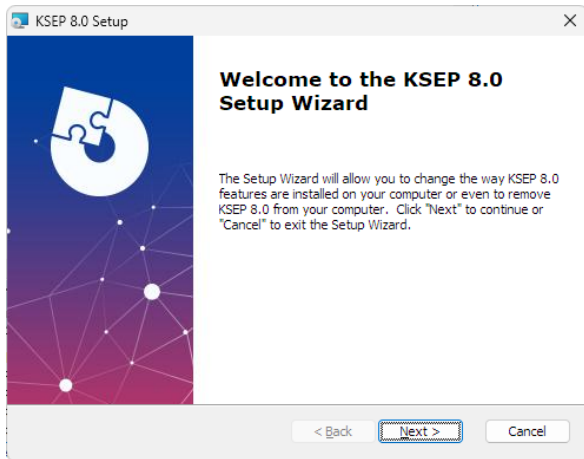 KSEP 8.0 Setup
Welcome to the KSEP 8.0
Setup Wizard
The Setup Wizard will allow you to change the way KSEP 8.0
features are installed on your computer or even to remove
KSEP 8.0 from your computer.  Click "Next" to continue or
"Cancel" to exit the Setup Wizard.
< Back
Next >
Cancel